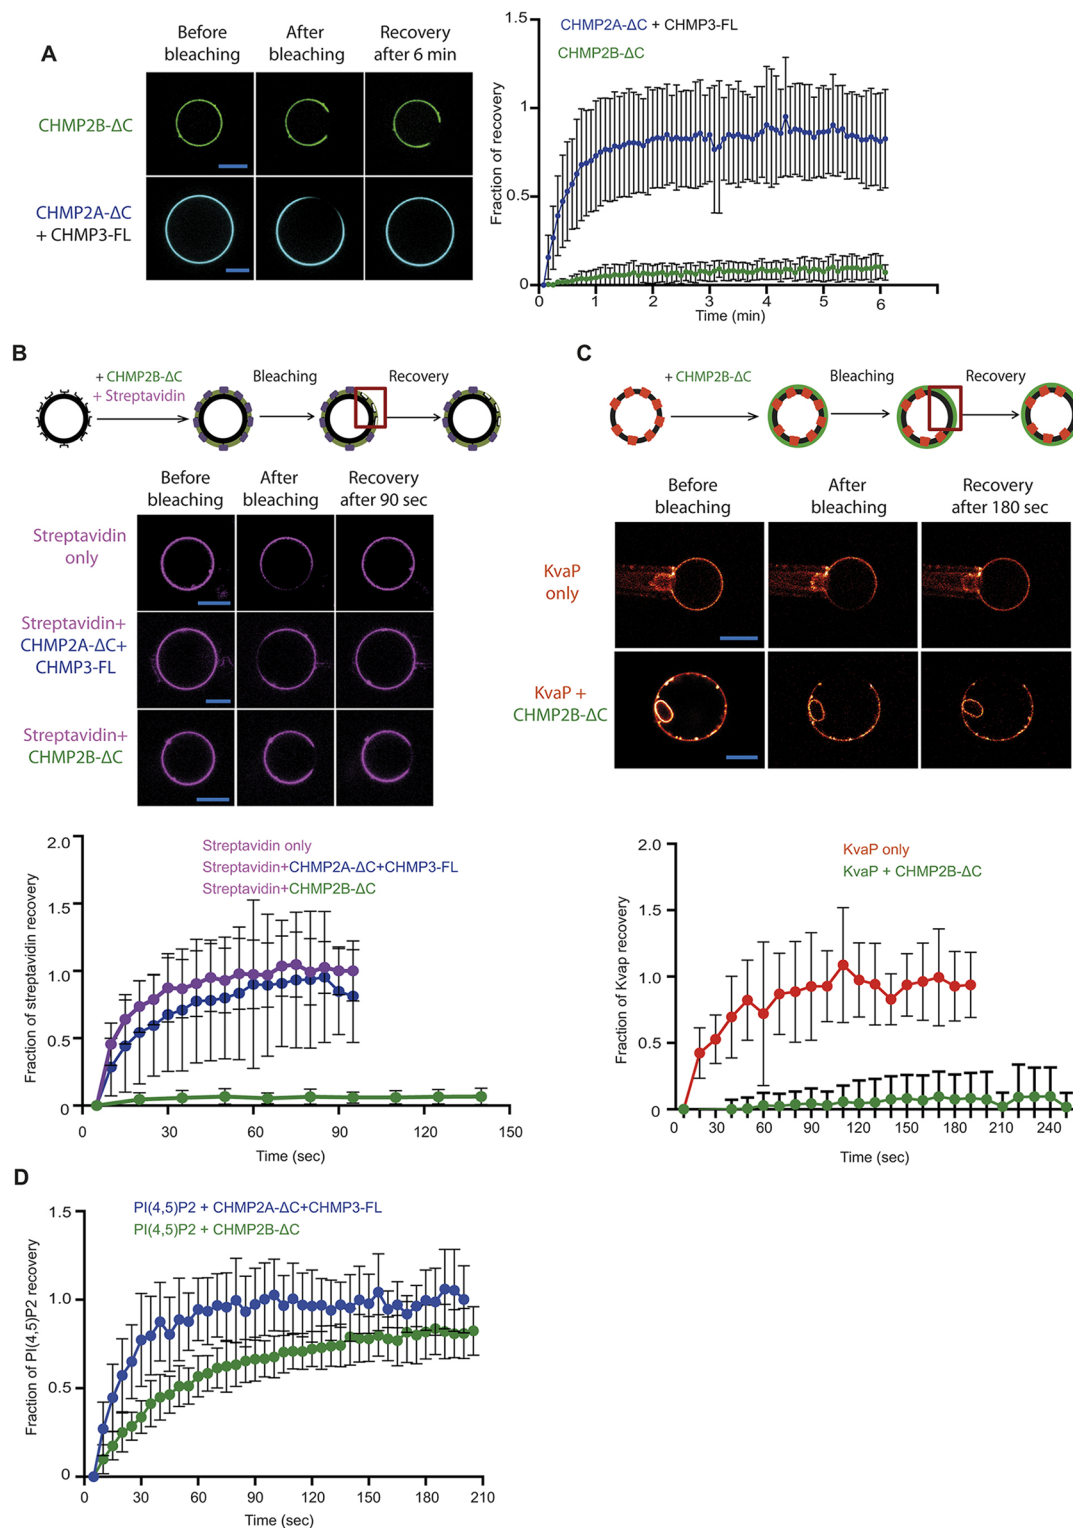 A
Before
bleaching
After
bleaching
Recovery
after 6 min
CHMP2B-ΔC
CHMP2A-ΔC
+ CHMP3-FL
CHMP2A-ΔC + CHMP3-FL
CHMP2B-ΔC
Fraction of recovery
1.5
1
0.5
0
0 1 2 3 4 5 6
Time (min)
B
+ CHMP2B-ΔC
+ Streptavidin
Bleaching
Recovery
Before
bleaching
After
bleaching
Recovery
after 90 sec
Streptavidin
only
Streptavidin+
CHMP2A-ΔC+
CHMP3-FL
Streptavidin+
CHMP2B-ΔC
Streptavidin only
Streptavidin+CHMP2A-ΔC+CHMP3-FL
Streptavidin+CHMP2B-ΔC
Fraction of streptavidin recovery
2.0
1.5
1.0
0.5
0
0 30 60 90 120 150
Time (sec)
C
+ CHMP2B-ΔC
Bleaching
Recovery
Before
bleaching
After
bleaching
Recovery
after 180 sec
KvaP
only
KvaP +
CHMP2B-ΔC
KvaP only
KvaP + CHMP2B-ΔC
Fraction of Kvap recovery
2.0
1.5
1.0
0.5
0
0 30 60 90 120 150 180 210 240
Time (sec)
D
PI(4,5)P2 + CHMP2A-ΔC+CHMP3-FL
PI(4,5)P2 + CHMP2B-ΔC
Fraction of PI(4,5)P2 recovery
1.5
1.0
0.5
0
0 30 60 90 120 150 180 210
Time (sec)